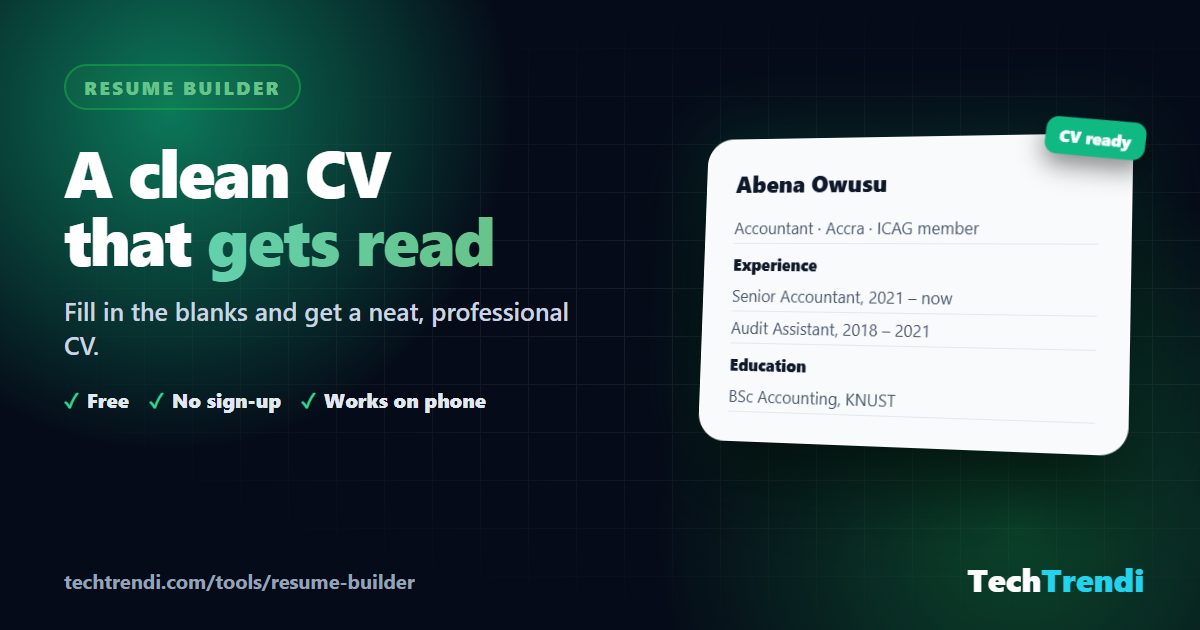 RESUME BUILDER
A clean CV
that gets read
Fill in the blanks and get a neat, professional
CV.
✓ Free ✓ No sign-up ✓ Works on phone
CV ready
Abena Owusu
Accountant · Accra · ICAG member
Experience
Senior Accountant, 2021 – now
Audit Assistant, 2018 – 2021
Education
BSc Accounting, KNUST
techtrendi.com/tools/resume-builder
TechTrendi